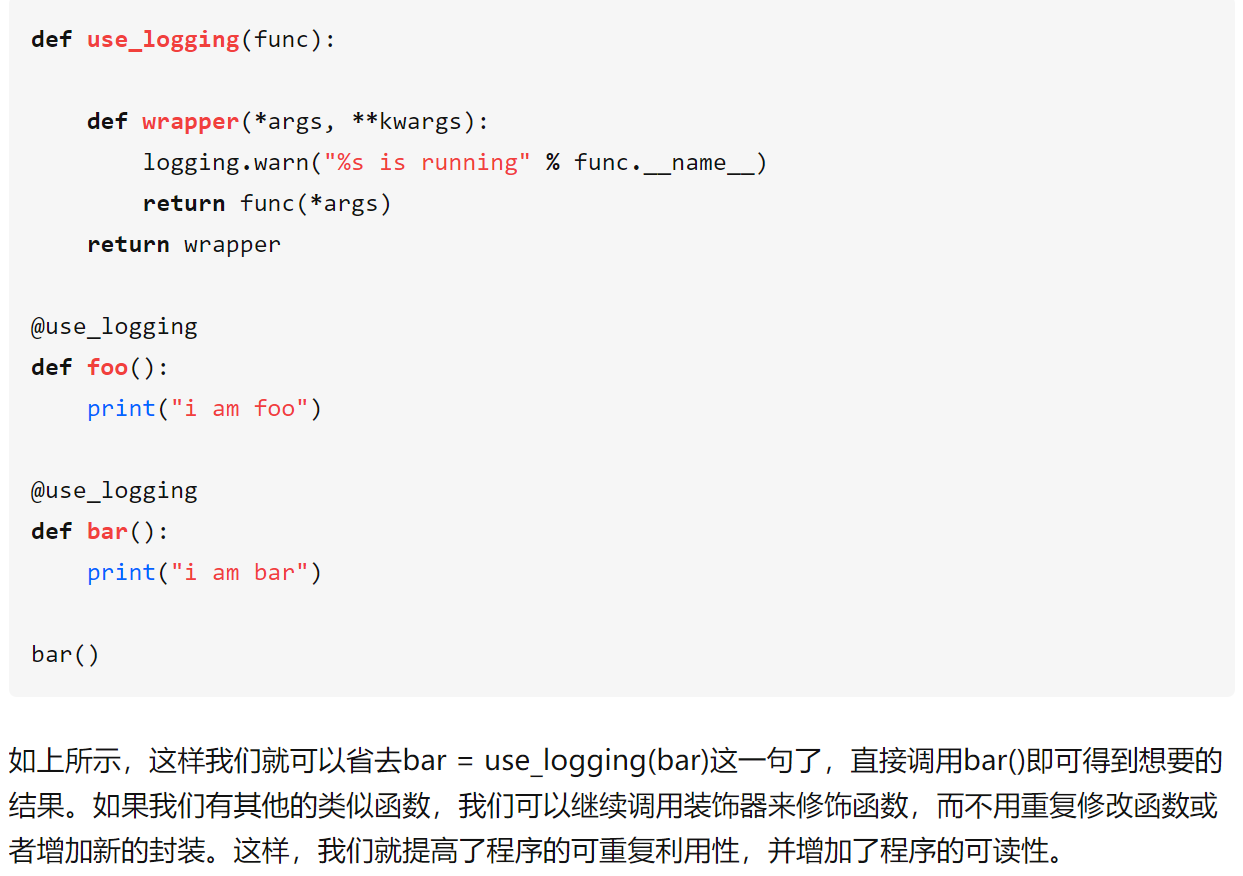 def use_logging(func):
    def wrapper(*args, **kwargs):
        logging.warn("%s is running" % func.__name__)
        return func(*args)
    return wrapper
@use_logging
def foo():
    print("i am foo")
@use_logging
def bar():
    print("i am bar")
bar()
如上所示，这样我们就可以省去bar = use_logging(bar)这一句了，直接调用bar()即可得到想要的
结果。如果我们有其他的类似函数，我们可以继续调用装饰器来修饰函数，而不用重复修改函数或
者增加新的封装。这样，我们就提高了程序的可重复利用性，并增加了程序的可读性。